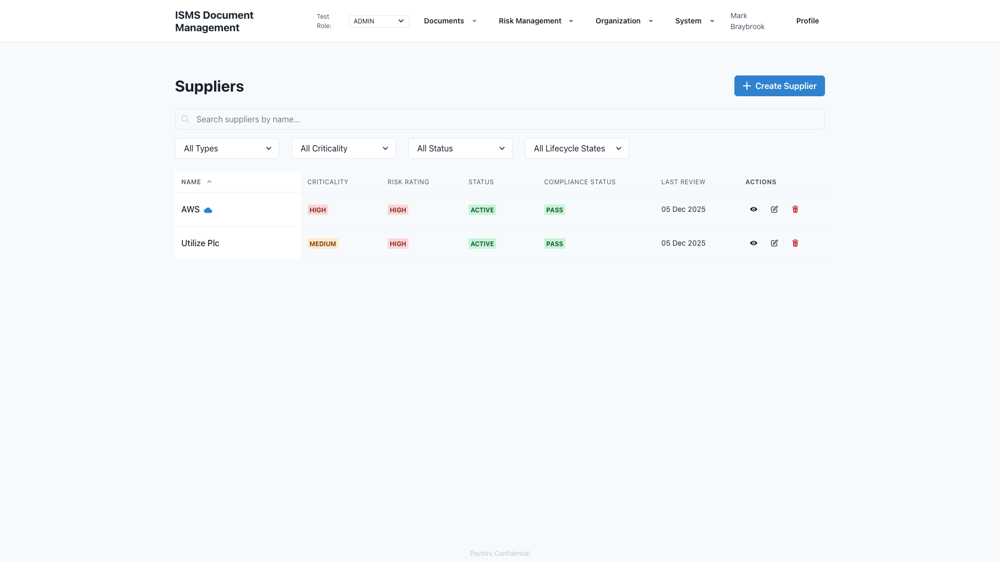 ISMS Document
Management
Test
Role:
ADMIN
Documents
Risk Management
Organization
System
Mark
Braybrook
Profile
Suppliers
Create Supplier
Search suppliers by name...
All Types
All Criticality
All Status
All Lifecycle States
NAME CRITICALITY RISK RATING STATUS COMPLIANCE STATUS LAST REVIEW ACTIONS
AWS HIGH HIGH ACTIVE PASS 05 Dec 2025
Utilize Plc MEDIUM HIGH ACTIVE PASS 05 Dec 2025
Paythru Confidential